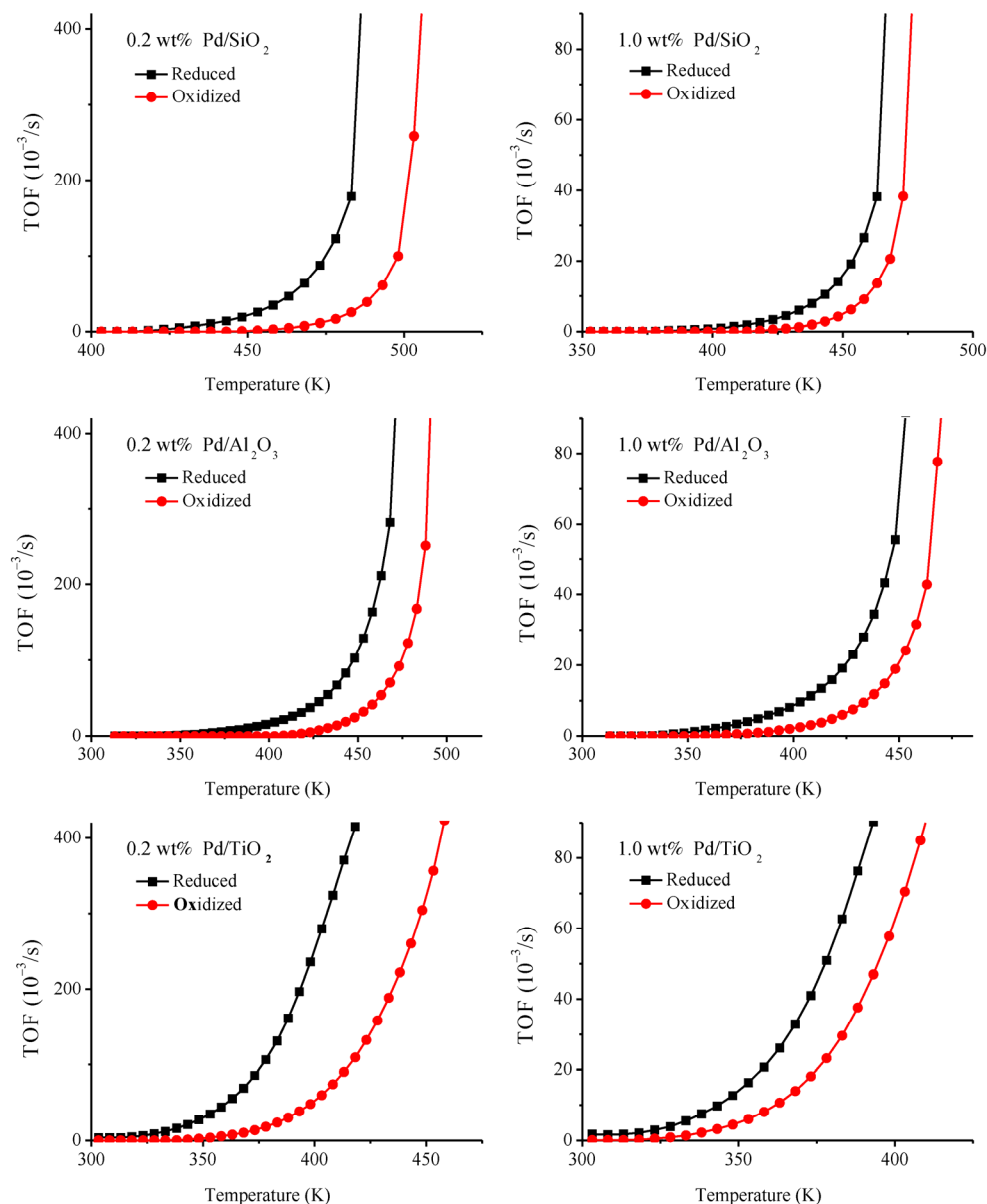 0.2 wt% Pd/SiO₂
Reduced
Oxidized
TOF (10⁻³/s)
400
200
0
400 450 500
Temperature (K)
1.0 wt% Pd/SiO₂
Reduced
Oxidized
TOF (10⁻³/s)
80
60
40
20
0
350 400 450 500
Temperature (K)
0.2 wt% Pd/Al₂O₃
Reduced
Oxidized
TOF (10⁻³/s)
400
200
0
300 350 400 450 500
Temperature (K)
1.0 wt% Pd/Al₂O₃
Reduced
Oxidized
TOF (10⁻³/s)
80
60
40
20
0
300 350 400 450
Temperature (K)
0.2 wt% Pd/TiO₂
Reduced
Oxidized
TOF (10⁻³/s)
400
200
0
300 350 400 450
Temperature (K)
1.0 wt% Pd/TiO₂
Reduced
Oxidized
TOF (10⁻³/s)
80
60
40
20
0
300 350 400
Temperature (K)